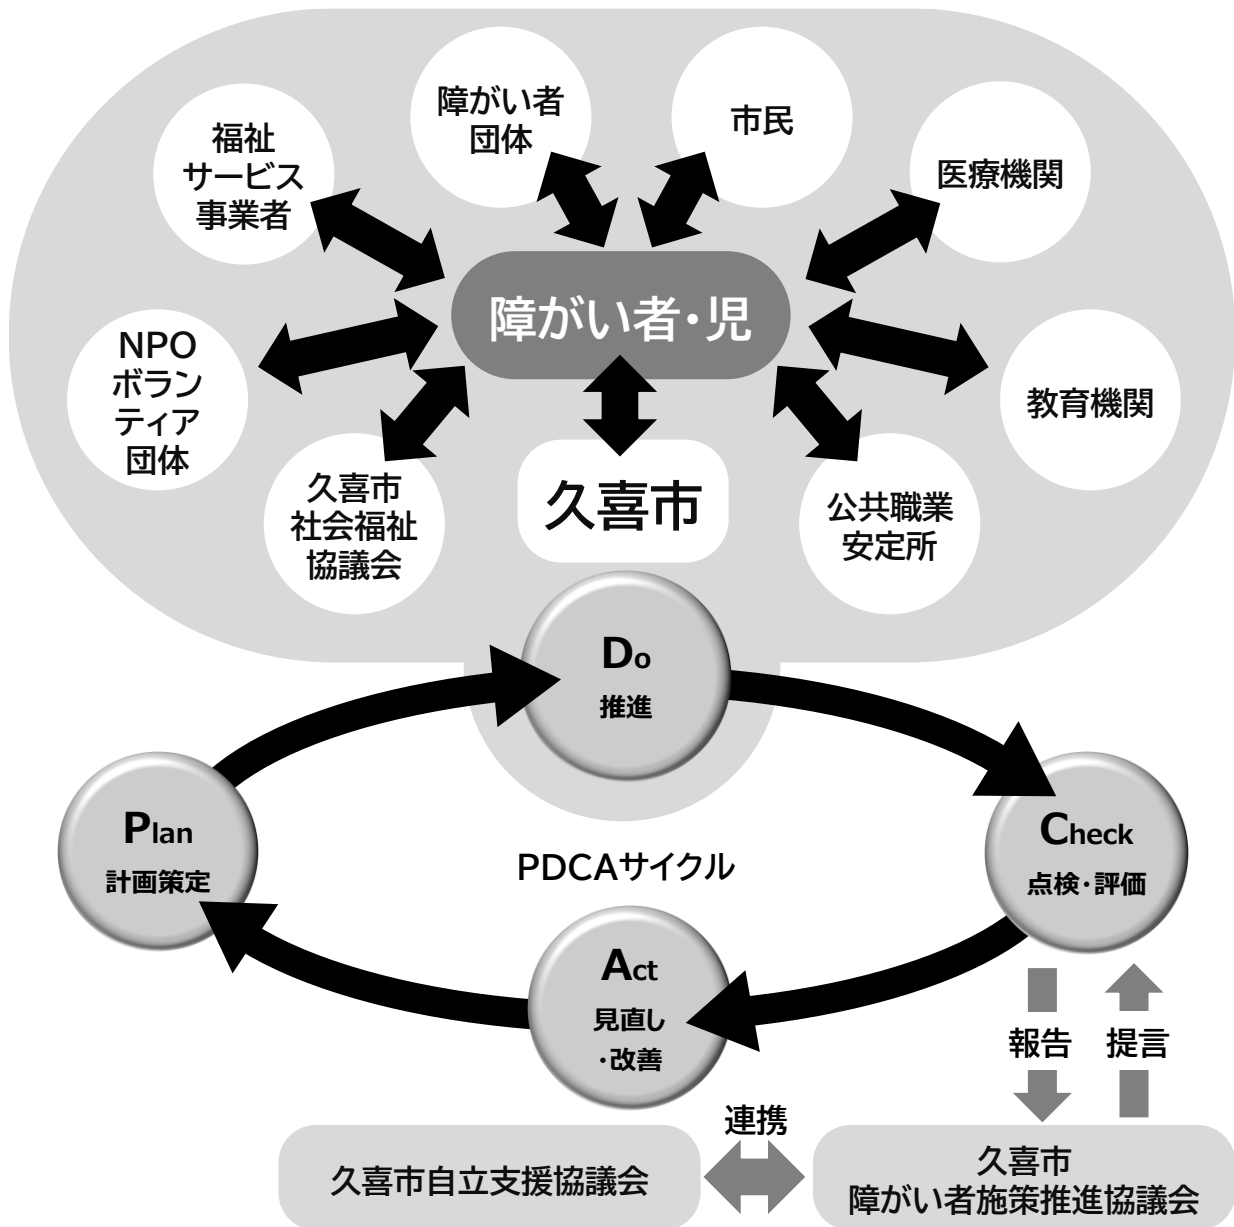 障がい者
団体
市民
福祉
サービス
事業者
医療機関
障がい者・児
NPO
ボラン
ティア
団体
教育機関
久喜市
社会福祉
協議会
久喜市
公共職業
安定所
Do
推進
Plan
計画策定
Check
点検・評価
PDCAサイクル
Act
見直し
・改善
報告
提言
連携
久喜市自立支援協議会
久喜市
障がい者施策推進協議会